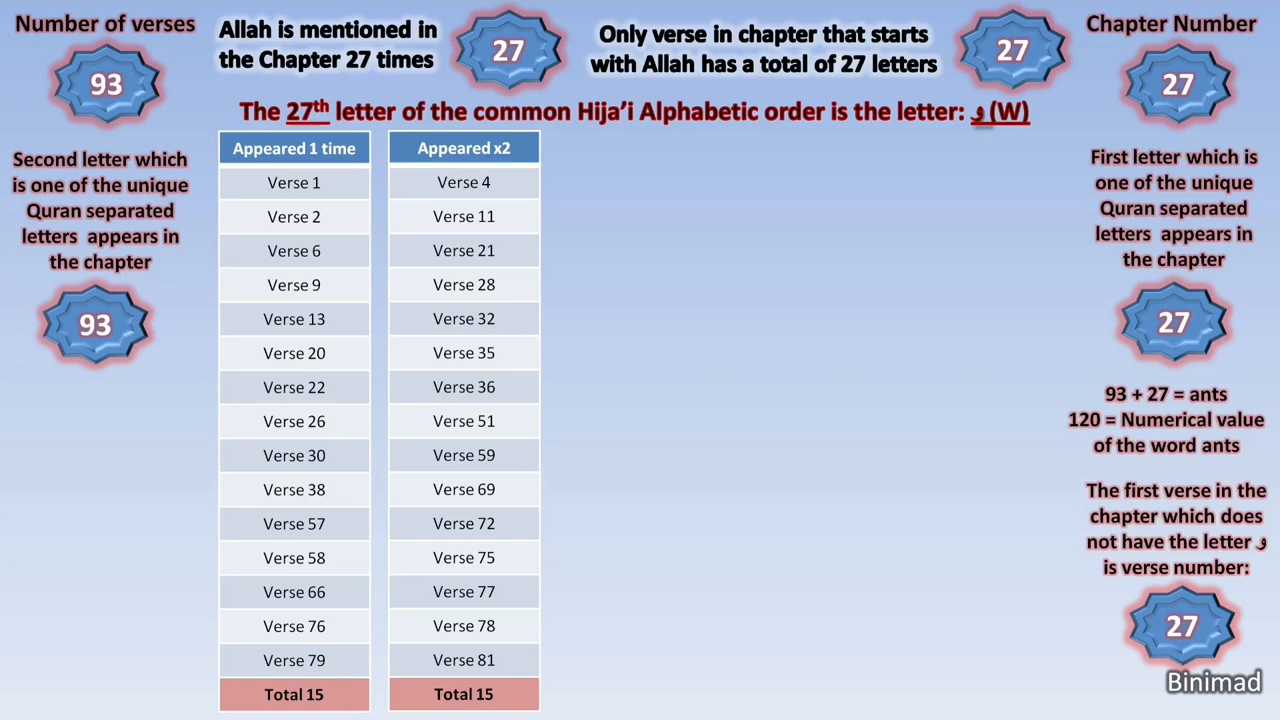 Number of verses
93
Allah is mentioned in
the Chapter 27 times
27
Only verse in chapter that starts
with Allah has a total of 27 letters
27
Chapter Number
27
The 27th letter of the common Hija’i Alphabetic order is the letter: و (W)
Second letter which
is one of the unique
Quran separated
letters appears in
the chapter
93
Appeared 1 time
Verse 1
Verse 2
Verse 6
Verse 9
Verse 13
Verse 20
Verse 22
Verse 26
Verse 30
Verse 38
Verse 57
Verse 58
Verse 66
Verse 76
Verse 79
Total 15
Appeared x2
Verse 4
Verse 11
Verse 21
Verse 28
Verse 32
Verse 35
Verse 36
Verse 51
Verse 59
Verse 69
Verse 72
Verse 75
Verse 77
Verse 78
Verse 81
Total 15
First letter which is
one of the unique
Quran separated
letters appears in
the chapter
27
93 + 27 = ants
120 = Numerical value
of the word ants
The first verse in the
chapter which does
not have the letter و
is verse number:
27
Binimad